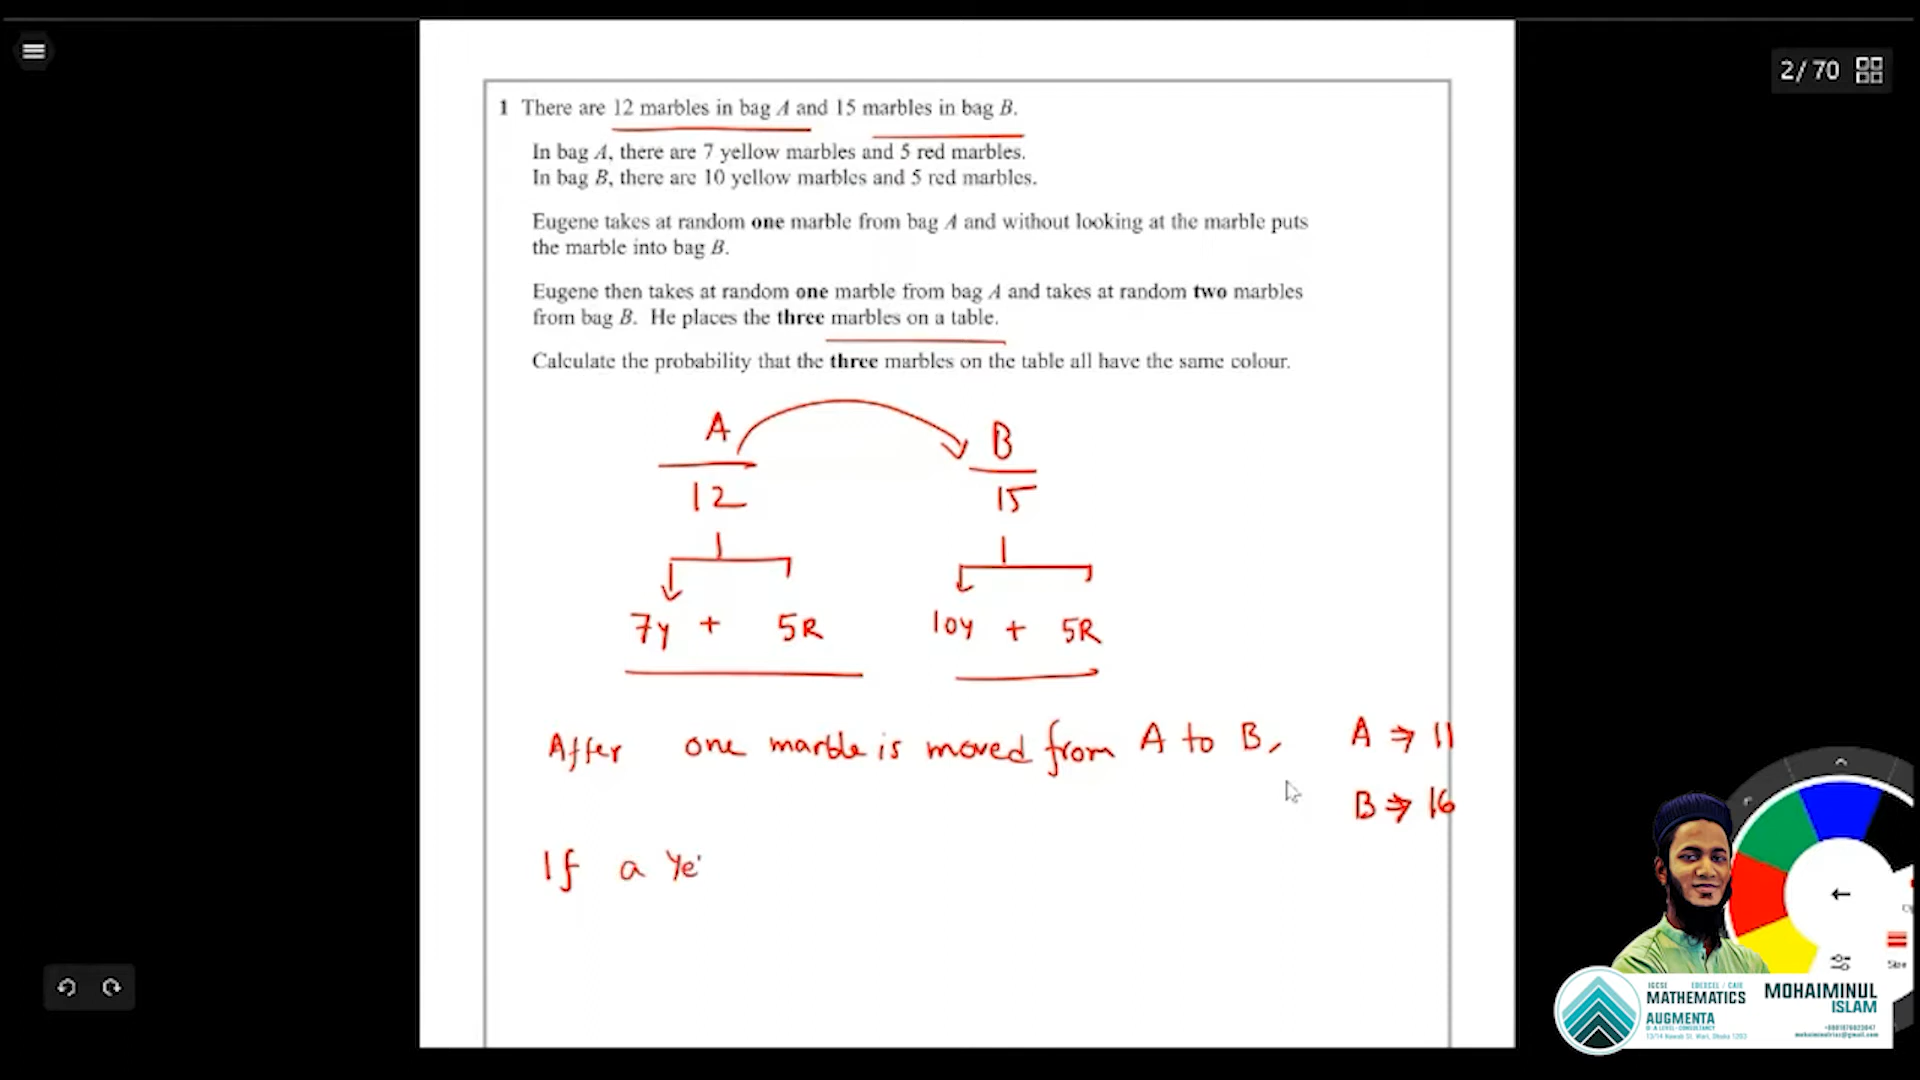 2/ 70
1 There are 12 marbles in bag A and 15 marbles in bag B.
In bag A, there are 7 yellow marbles and 5 red marbles.
In bag B, there are 10 yellow marbles and 5 red marbles.
Eugene takes at random one marble from bag A and without looking at the marble puts
the marble into bag B.
Eugene then takes at random one marble from bag A and takes at random two marbles
from bag B. He places the three marbles on a table.
Calculate the probability that the three marbles on the table all have the same colour.
A B
12 15
7y + 5R 10y + 5R
After one marble is moved from A to B, A ⇒ 11
B ⇒ 16
If a Ye
Size
IGCSE EDEXCEL / CAIE
MATHEMATICS
AUGMENTA
O A LEVEL - CONSULTANCY
MOHAIMINUL
ISLAM